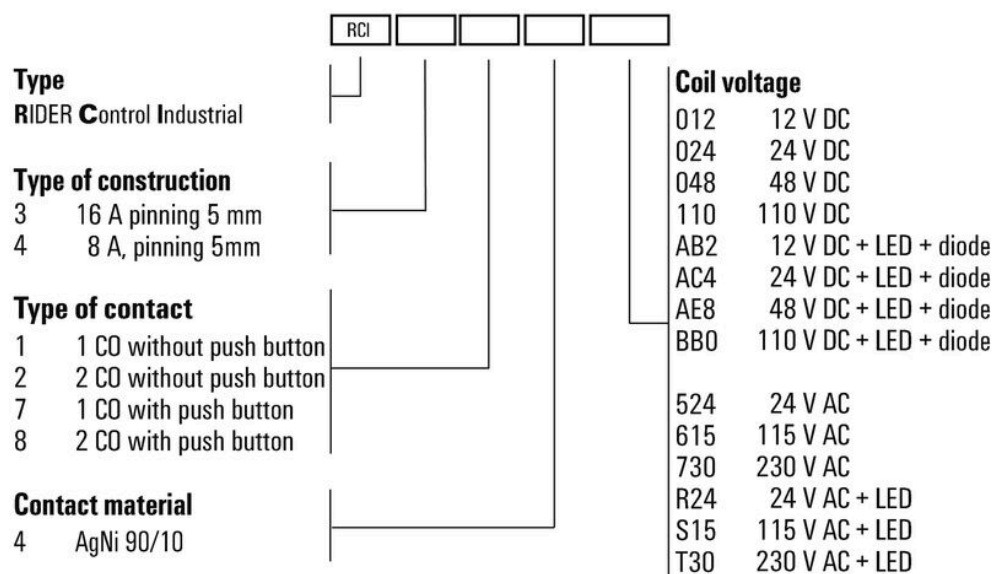 RCI
Type
RIDER Control Industrial
Type of construction
3 16 A pinning 5 mm
4 8 A, pinning 5mm
Type of contact
1 1 CO without push button
2 2 CO without push button
7 1 CO with push button
8 2 CO with push button
Contact material
4 AgNi 90/10
Coil voltage
012 12 V DC
024 24 V DC
048 48 V DC
110 110 V DC
AB2 12 V DC + LED + diode
AC4 24 V DC + LED + diode
AE8 48 V DC + LED + diode
BB0 110 V DC + LED + diode
524 24 V AC
615 115 V AC
730 230 V AC
R24 24 V AC + LED
S15 115 V AC + LED
T30 230 V AC + LED